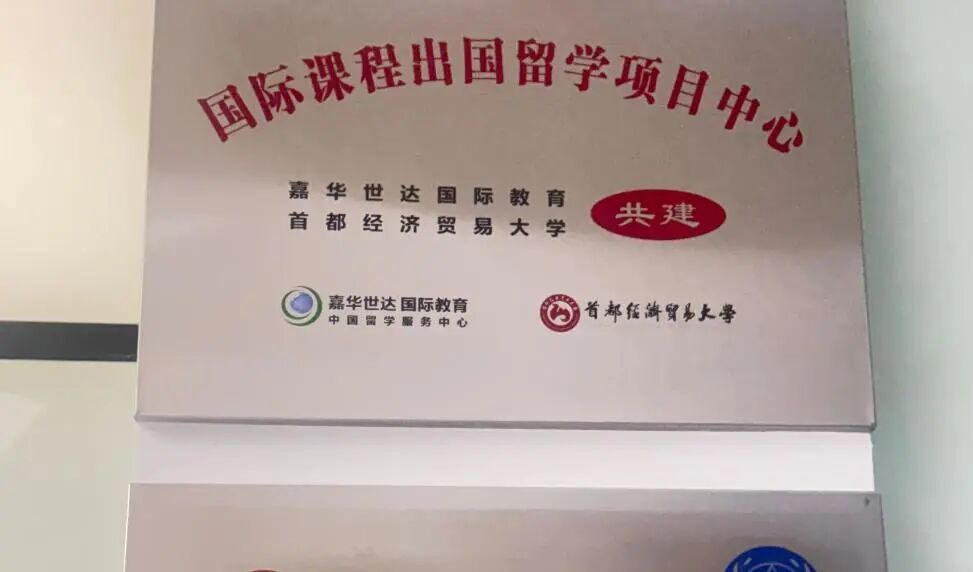 国际课程出国留学项目中心
嘉华世达国际教育
首都经济贸易大学
共建
嘉华世达 国际教育
中国留学服务中心
首都经濟貿易大学